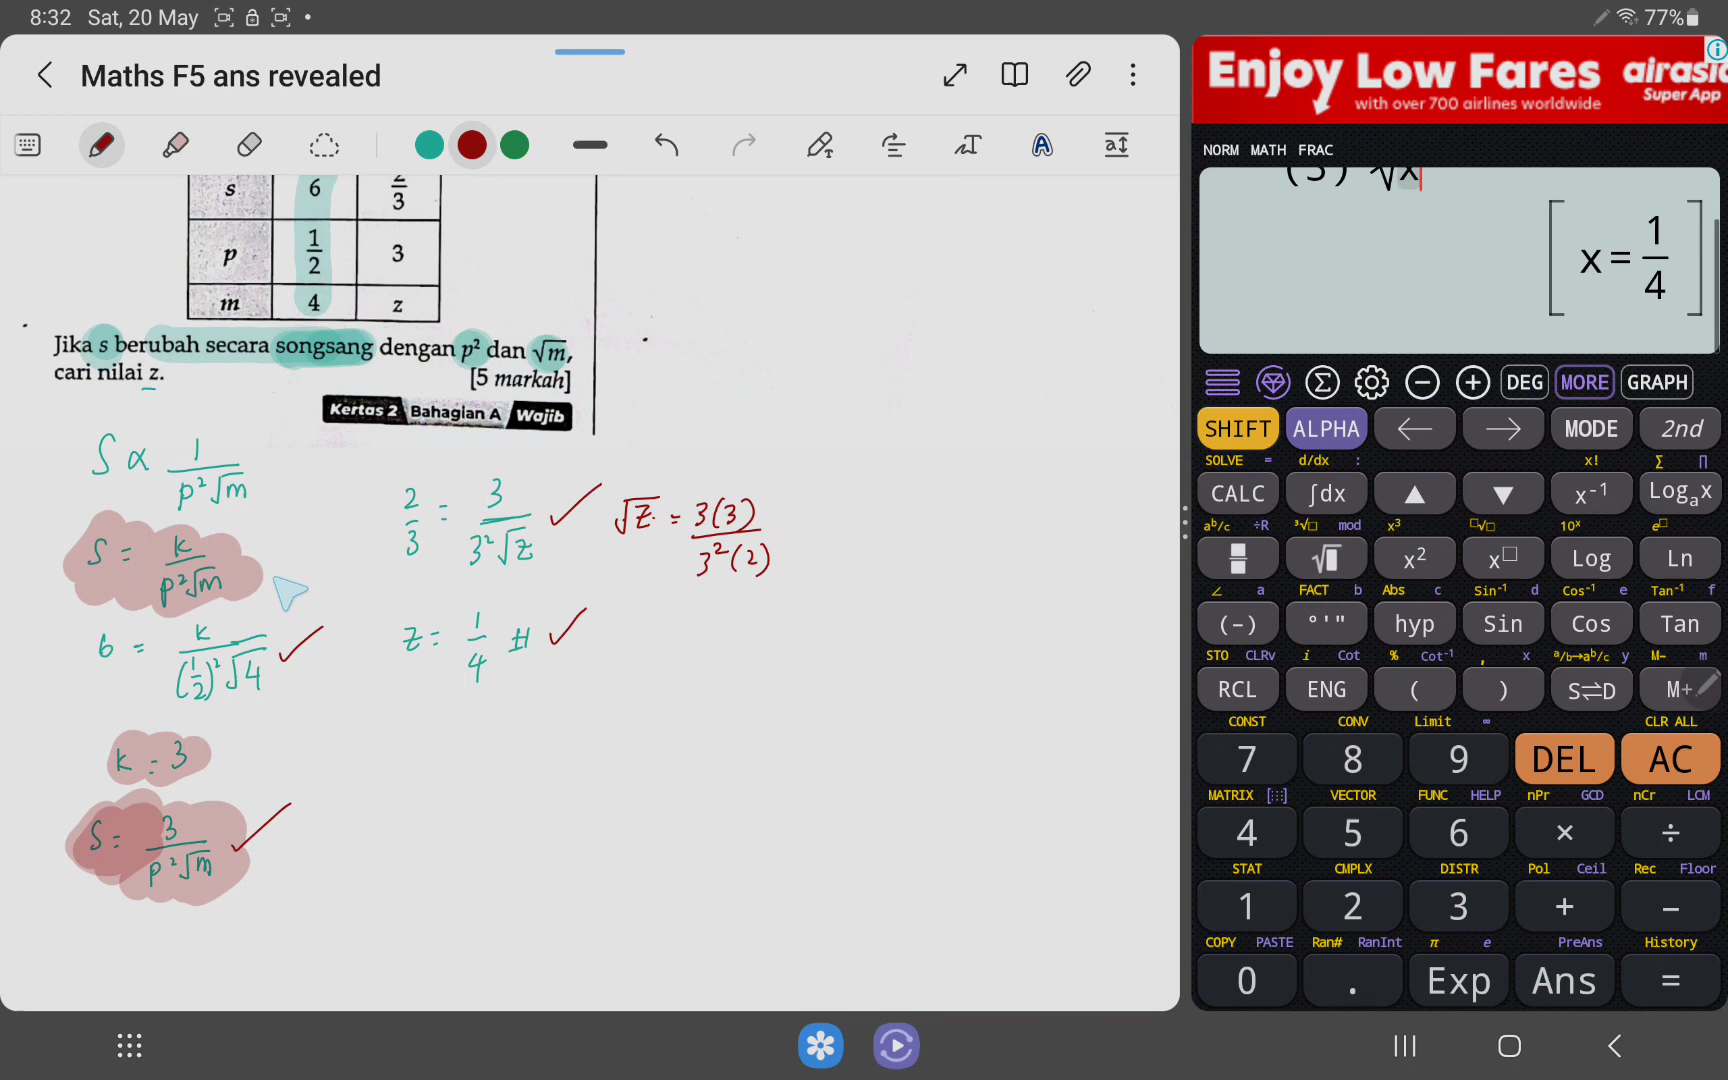 8:32 Sat, 20 May
77%
Maths F5 ans revealed
s 6 2/3
p 1/2 3
m 4 z
Jika s berubah secara songsang dengan p² dan √m,
cari nilai z.
[5 markah]
Kertas 2 Bahagian A Wajib
S ∝ 1/(p²√m)
S = k/(p²√m)
6 = k/((1/2)²√4)
k = 3
S = 3/(p²√m)
2/3 = 3/(3²√z)
z = 1/4 #
√z = 3(3)/(3²(2))
Enjoy Low Fares
with over 700 airlines worldwide
airasia
Super App
NORM MATH FRAC
(3²) √x
[x = 1/4]
DEG MORE GRAPH
SHIFT ALPHA ← → MODE 2nd
SOLVE = d/dx : x! Σ ∏
CALC ∫dx ▲ ▼ x⁻¹ Logₐx
aᵇ/c ÷R ³√□ mod x³ □√□ 10ˣ e□
√□ x² x□ Log Ln
∠ a FACT b Abs c Sin⁻¹ d Cos⁻¹ e Tan⁻¹ f
(−) °'" hyp Sin Cos Tan
STO CLRv i Cot % Cot⁻¹ , x a/b→aᵇ/c y M− m
RCL ENG ( ) S⇌D M+
CONST CONV Limit ∞ CLR ALL
7 8 9 DEL AC
MATRIX [:::] VECTOR FUNC HELP nPr GCD nCr LCM
4 5 6 × ÷
STAT CMPLX DISTR Pol Ceil Rec Floor
1 2 3 + −
COPY PASTE Ran# RanInt π e PreAns History
0 . Exp Ans =